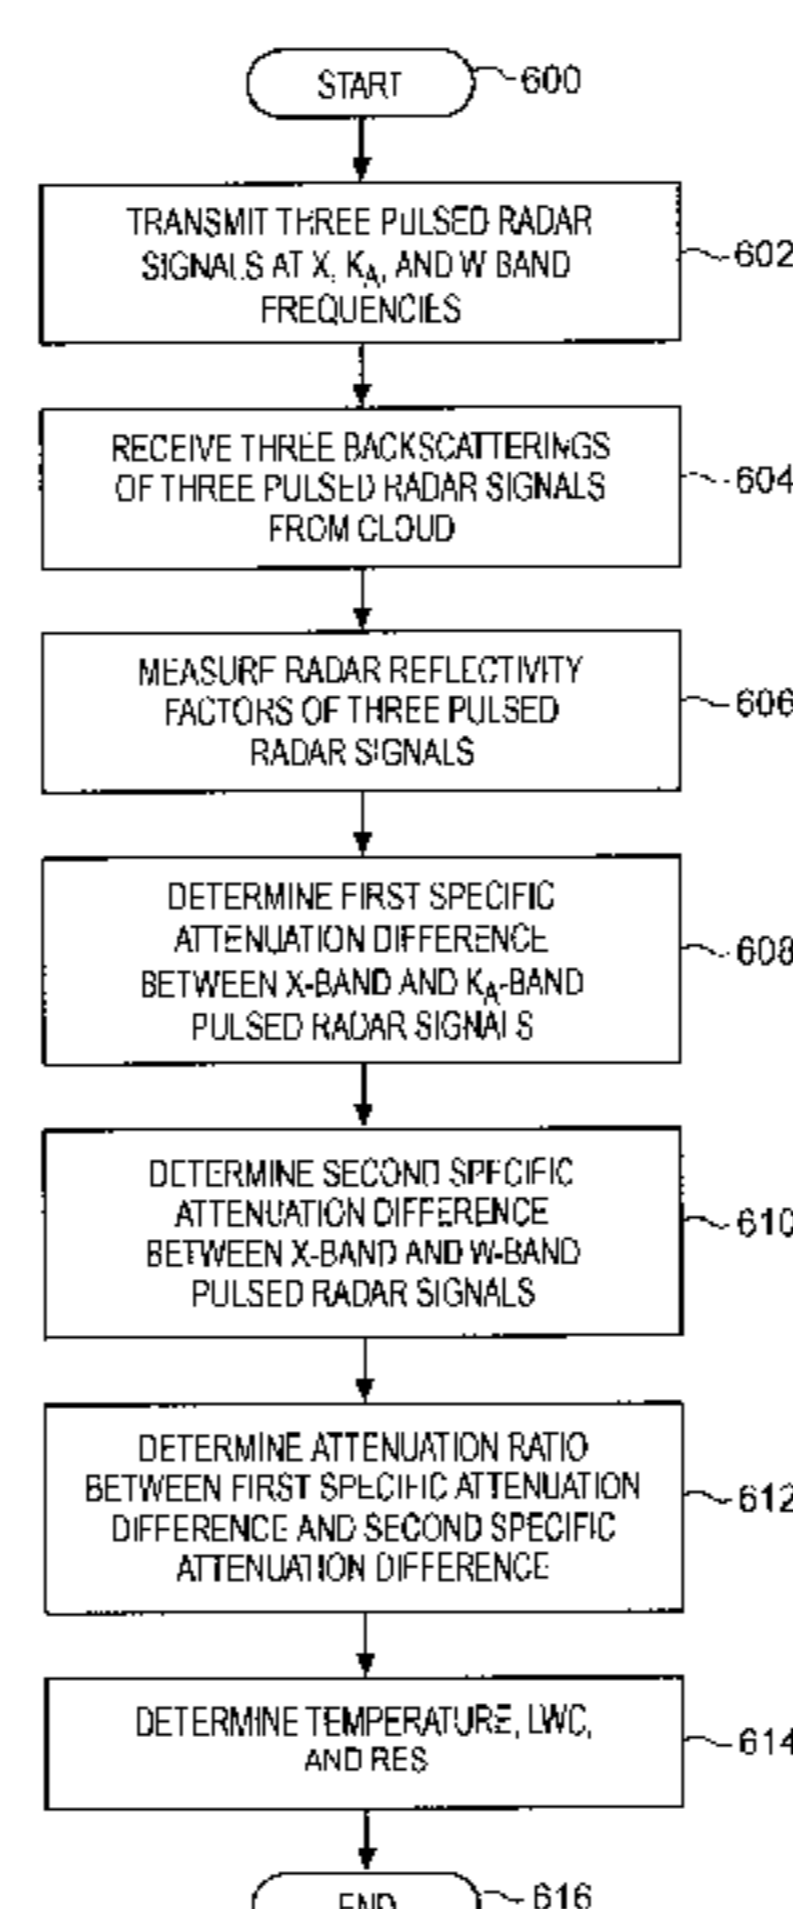 START
600
TRANSMIT THREE PULSED RADAR
SIGNALS AT X, KA, AND W BAND
FREQUENCIES
602
RECEIVE THREE BACKSCATTERINGS
OF THREE PULSED RADAR SIGNALS
FROM CLOUD
604
MEASURE RADAR REFLECTIVITY
FACTORS OF THREE PULSED
RADAR SIGNALS
606
DETERMINE FIRST SPECIFIC
ATTENUATION DIFFERENCE
BETWEEN X-BAND AND KA-BAND
PULSED RADAR SIGNALS
608
DETERMINE SECOND SPECIFIC
ATTENUATION DIFFERENCE
BETWEEN X-BAND AND W-BAND
PULSED RADAR SIGNALS
610
DETERMINE ATTENUATION RATIO
BETWEEN FIRST SPECIFIC ATTENUATION
DIFFERENCE AND SECOND SPECIFIC
ATTENUATION DIFFERENCE
612
DETERMINE TEMPERATURE, LWC,
AND RES
614
END
616